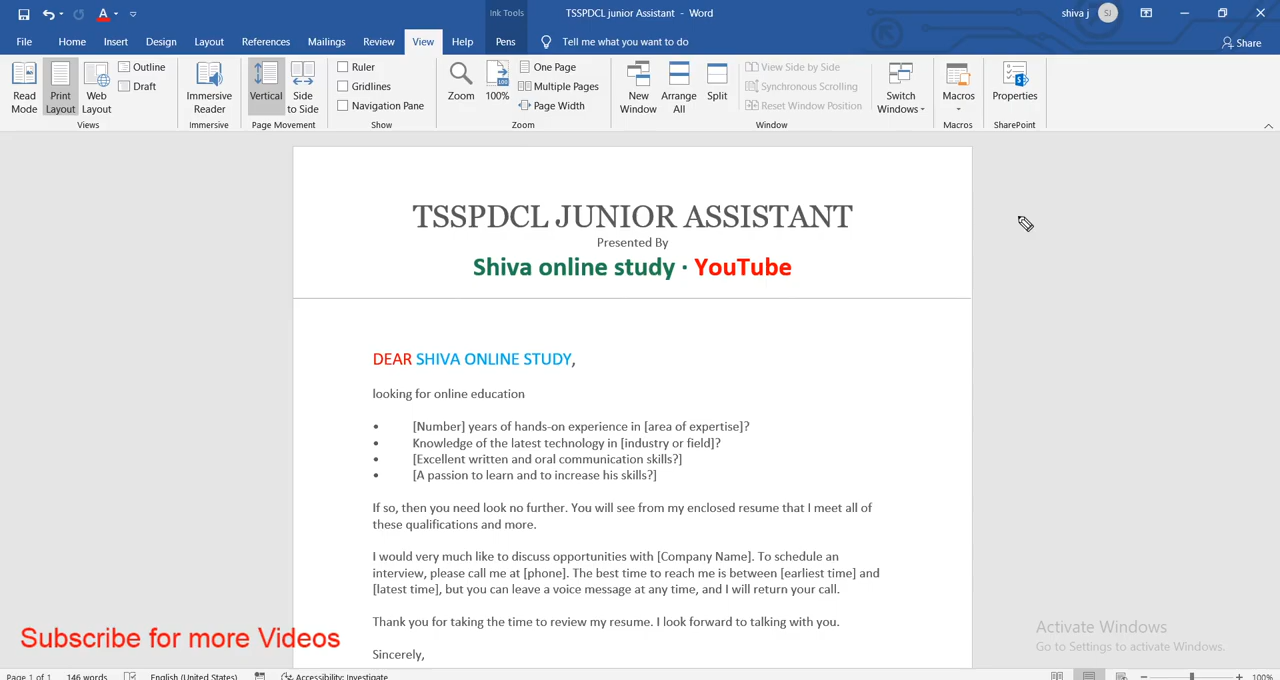 Ink Tools
TSSPDCL junior Assistant - Word
shiva j
SJ
File Home Insert Design Layout References Mailings Review View Help Pens Tell me what you want to do Share
Read Mode
Print Layout
Web Layout
Outline
Draft
Views
Immersive Reader
Immersive
Vertical
Side to Side
Page Movement
Ruler
Gridlines
Navigation Pane
Show
Zoom
100%
One Page
Multiple Pages
Page Width
Zoom
New Window
Arrange All
Split
View Side by Side
Synchronous Scrolling
Reset Window Position
Switch Windows
Window
Macros
Macros
Properties
SharePoint
TSSPDCL JUNIOR ASSISTANT
Presented By
Shiva online study · YouTube
DEAR SHIVA ONLINE STUDY,
looking for online education
• [Number] years of hands-on experience in [area of expertise]?
• Knowledge of the latest technology in [industry or field]?
• [Excellent written and oral communication skills?]
• [A passion to learn and to increase his skills?]
If so, then you need look no further. You will see from my enclosed resume that I meet all of
these qualifications and more.
I would very much like to discuss opportunities with [Company Name]. To schedule an
interview, please call me at [phone]. The best time to reach me is between [earliest time] and
[latest time], but you can leave a voice message at any time, and I will return your call.
Thank you for taking the time to review my resume. I look forward to talking with you.
Sincerely,
Subscribe for more Videos
Activate Windows
Go to Settings to activate Windows.
Page 1 of 1 146 words English (United States) Accessibility: Investigate 100%